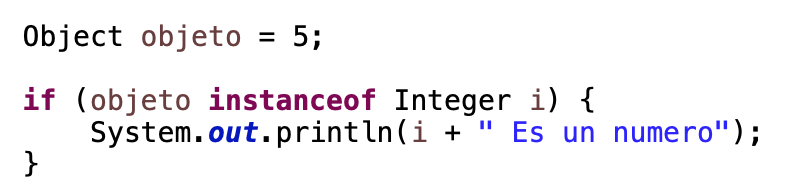 Object objeto = 5;
if (objeto instanceof Integer i) {
System.out.println(i + " Es un numero");
}